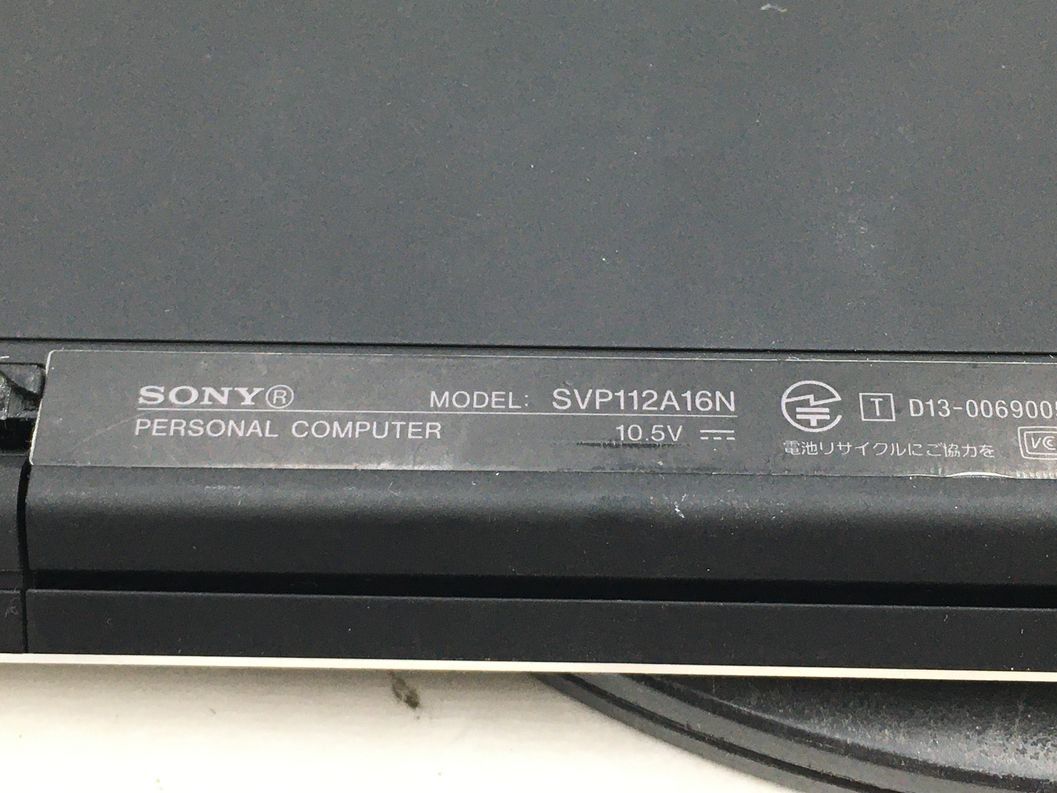 SONY® MODEL: SVP112A16N
PERSONAL COMPUTER 10.5V
T D13-006900
電池リサイクルにご協力を